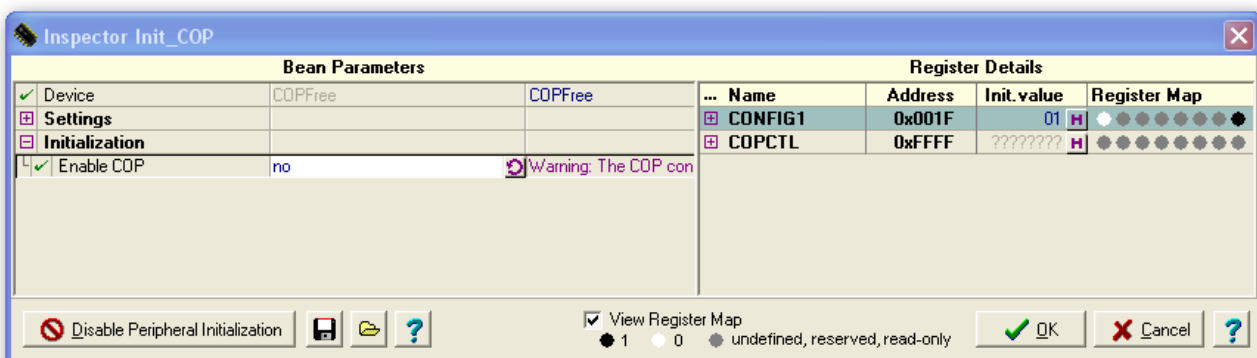 Inspector Init_COP
Bean Parameters
Register Details
Device COPFree COPFree
Settings
Initialization
Enable COP no Warning: The COP con
... Name Address Init.value Register Map
CONFIG1 0x001F 01 H
COPCTL 0xFFFF ???????? H
Disable Peripheral Initialization ?
View Register Map
1 0 undefined, reserved, read-only
OK Cancel ?